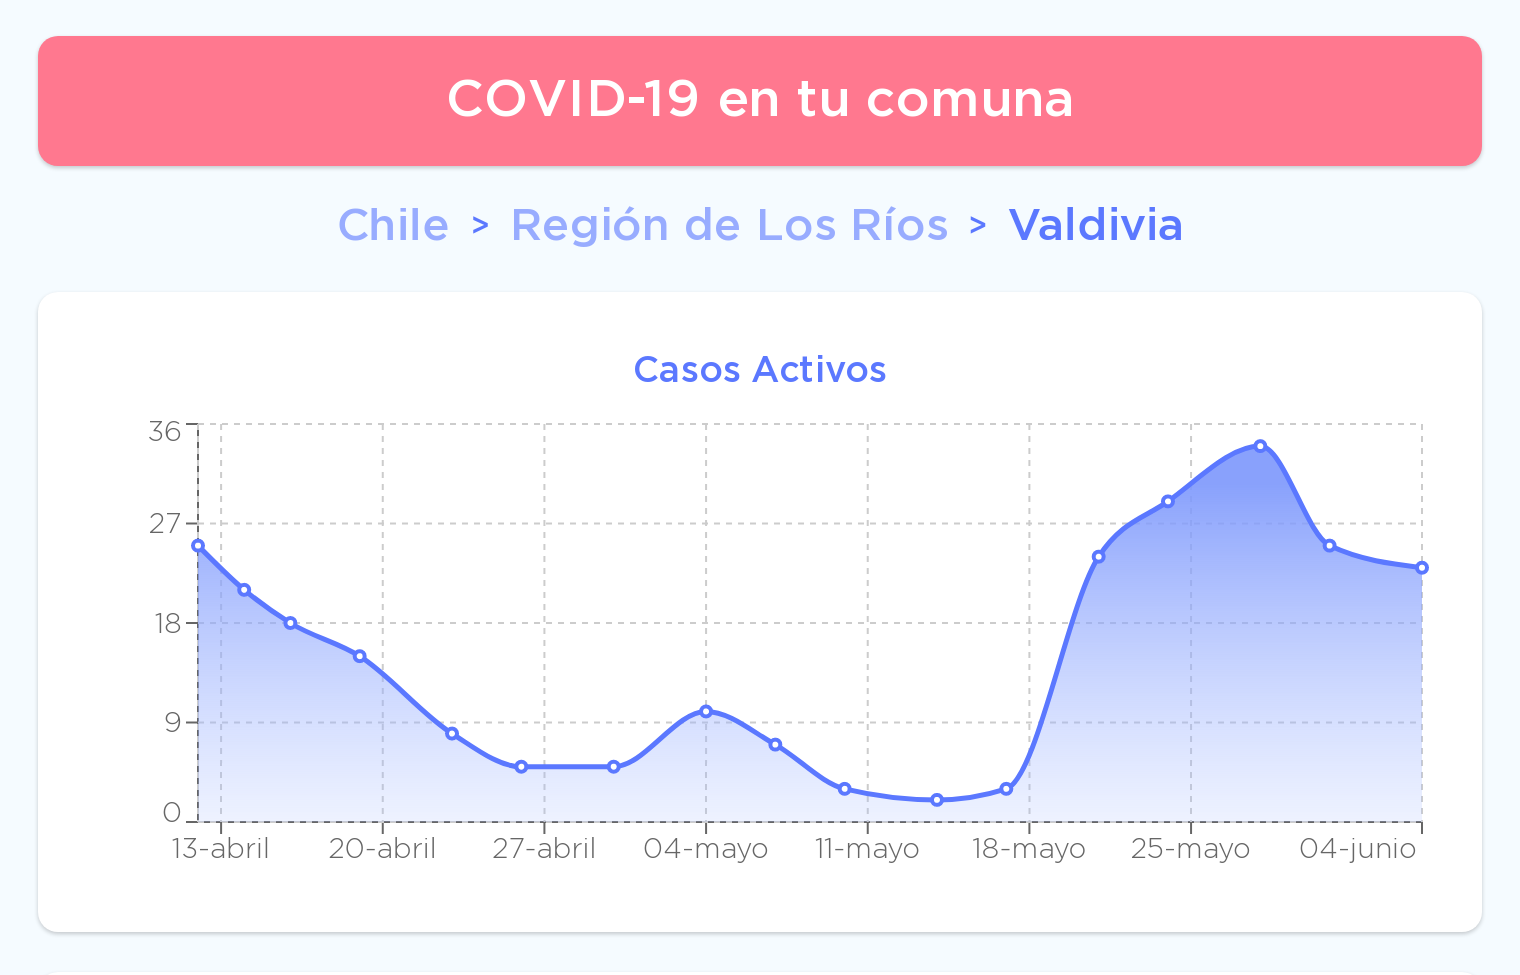 COVID-19 en tu comuna
Chile > Región de Los Ríos > Valdivia
Casos Activos
36
27
18
9
0
13-abril 20-abril 27-abril 04-mayo 11-mayo 18-mayo 25-mayo 04-junio